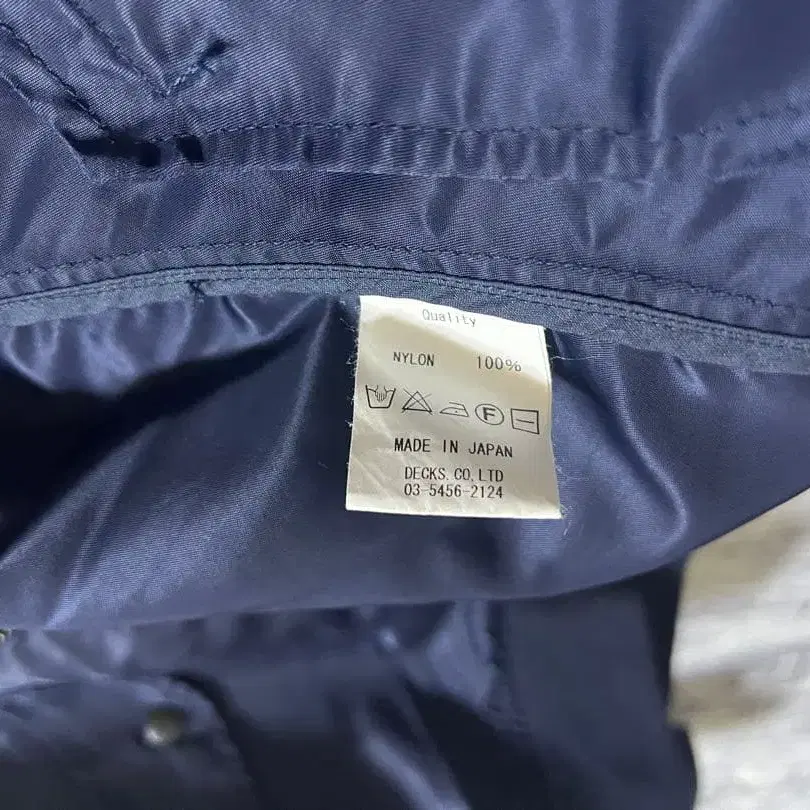 Quality
NYLON 100%
F
MADE IN JAPAN
DECKS. CO, LTD
03-5456-2124